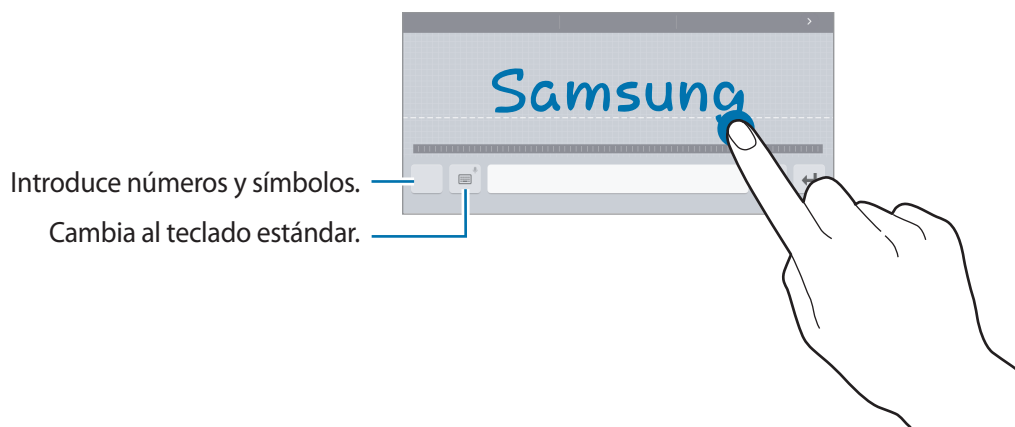 Samsung
Introduce números y símbolos.
Cambia al teclado estándar.